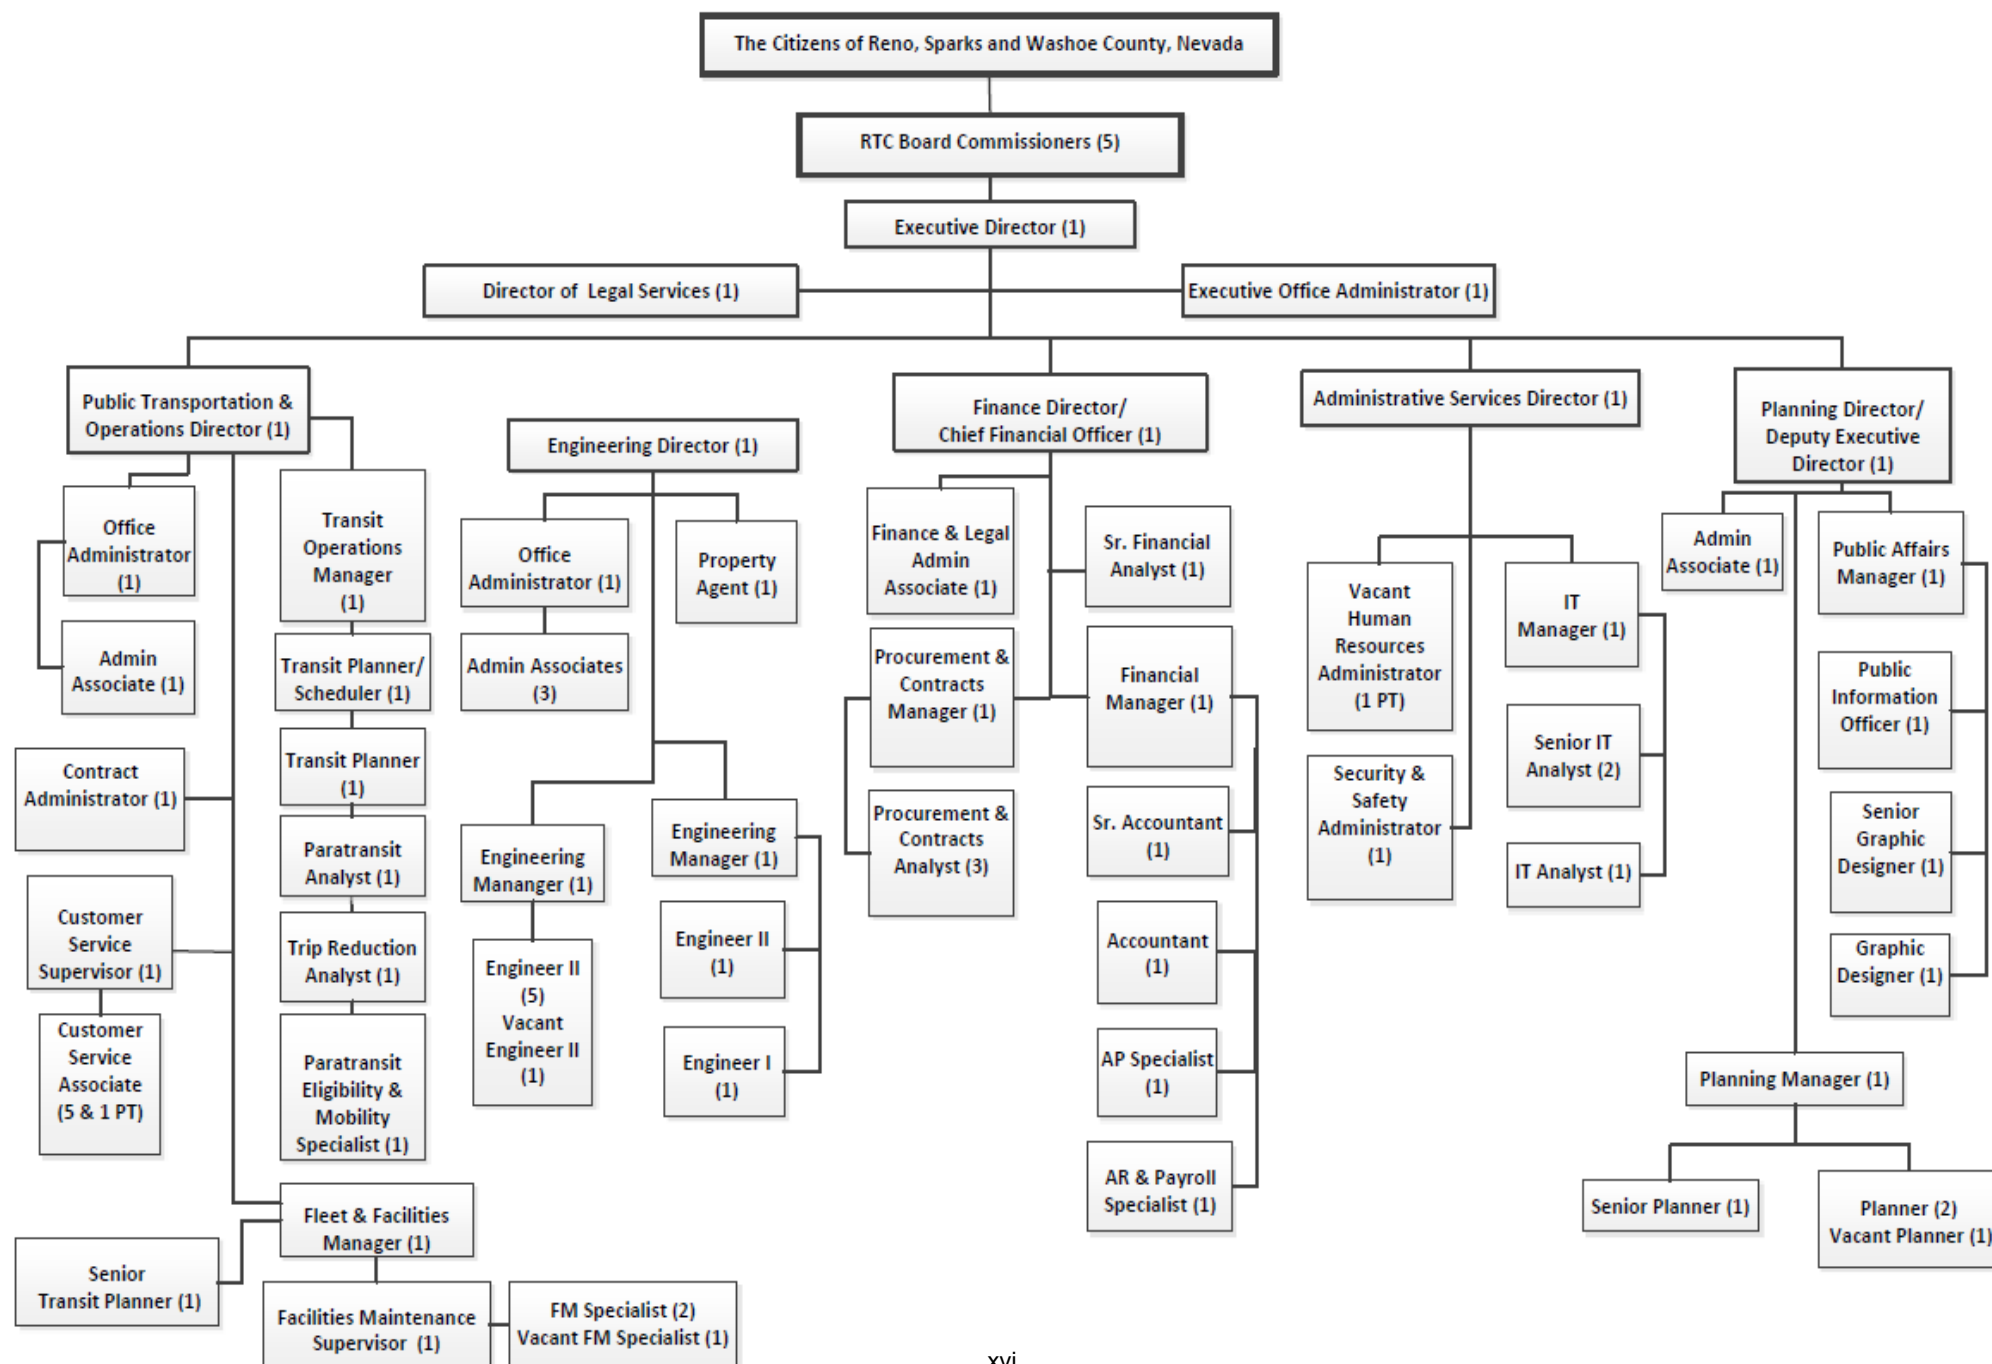 The Citizens of Reno, Sparks and Washoe County, Nevada
RTC Board Commissioners (5)
Executive Director (1)
Director of  Legal Services (1)
Executive Office Administrator (1)
Public Transportation &
Operations Director (1)
Office
Administrator
(1)
Admin
Associate (1)
Contract
Administrator (1)
Customer
Service
Supervisor (1)
Customer
Service
Associate
(5 & 1 PT)
Transit
Operations
Manager
(1)
Transit Planner/
Scheduler (1)
Transit Planner
(1)
Paratransit
Analyst (1)
Trip Reduction
Analyst (1)
Paratransit
Eligibility &
Mobility
Specialist (1)
Fleet & Facilities
Manager (1)
Senior
Transit Planner (1)
Facilities Maintenance
Supervisor  (1)
FM Specialist (2)
Vacant FM Specialist (1)
Engineering Director (1)
Office
Administrator (1)
Admin Associates
(3)
Property
Agent (1)
Engineering
Mananger (1)
Engineer II
(5)
Vacant
Engineer II
(1)
Engineering
Manager (1)
Engineer II
(1)
Engineer I
(1)
Finance Director/
Chief Financial Officer (1)
Finance & Legal
Admin
Associate (1)
Sr. Financial
Analyst (1)
Procurement &
Contracts
Manager (1)
Procurement &
Contracts
Analyst (3)
Financial
Manager (1)
Sr. Accountant
(1)
Accountant
(1)
AP Specialist
(1)
AR & Payroll
Specialist (1)
Administrative Services Director (1)
Vacant
Human
Resources
Administrator
(1 PT)
Security &
Safety
Administrator
(1)
IT
Manager (1)
Senior IT
Analyst (2)
IT Analyst (1)
Planning Director/
Deputy Executive
Director (1)
Admin
Associate (1)
Public Affairs
Manager (1)
Public
Information
Officer (1)
Senior
Graphic
Designer (1)
Graphic
Designer (1)
Planning Manager (1)
Senior Planner (1)
Planner (2)
Vacant Planner (1)
xvi